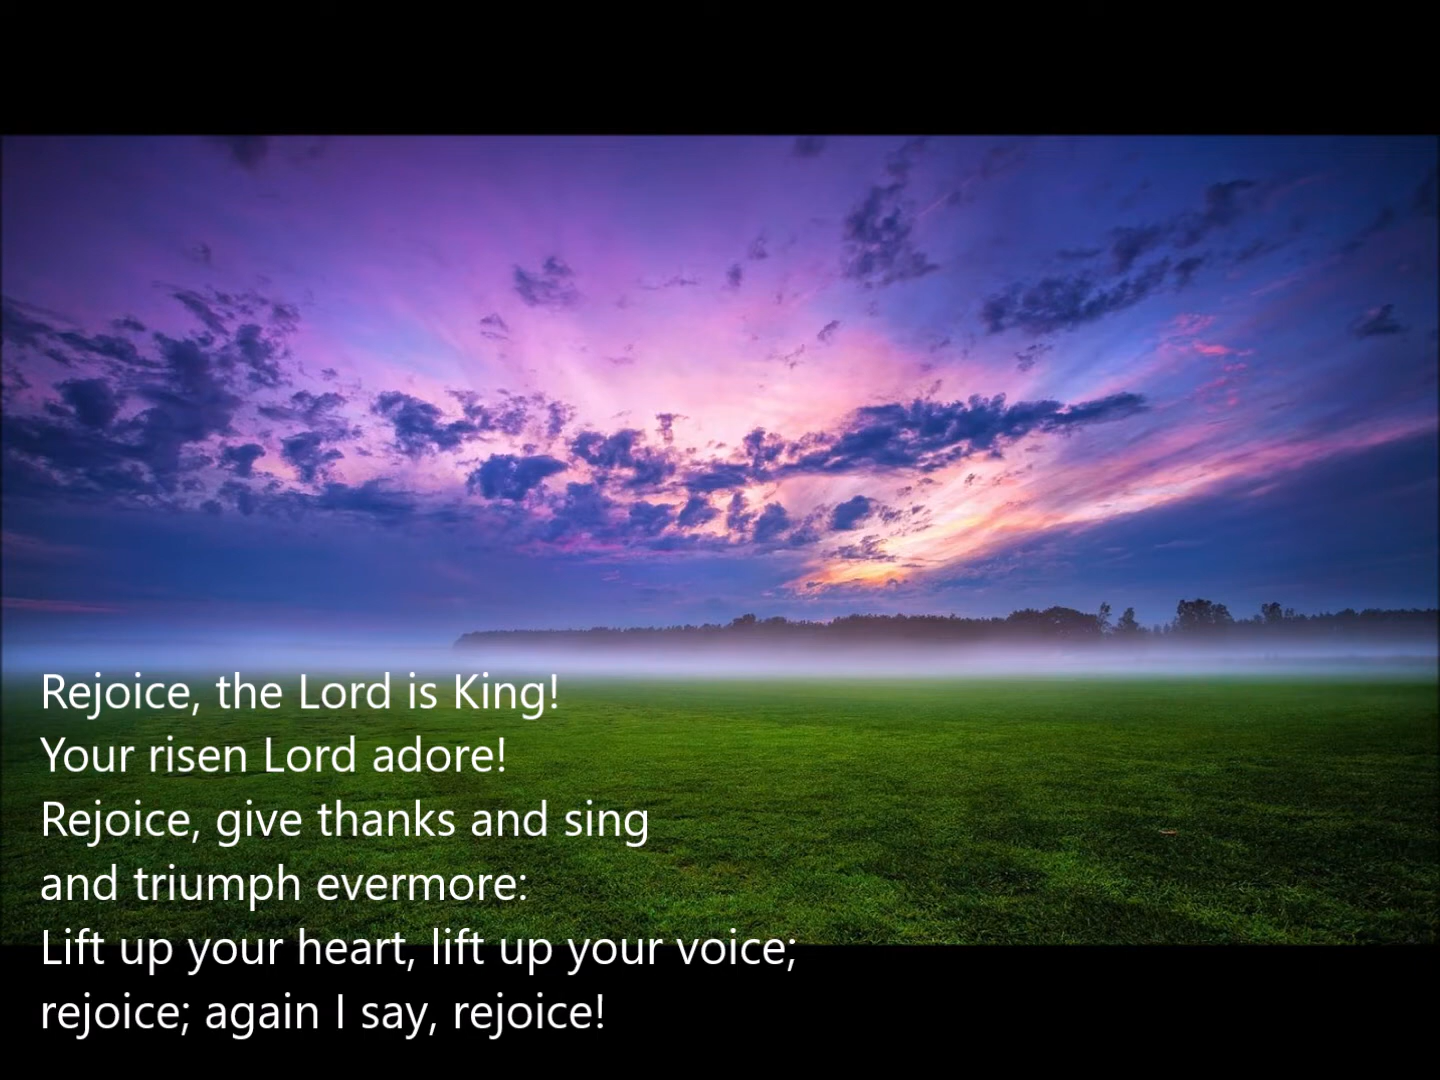 Rejoice, the Lord is King!
Your risen Lord adore!
Rejoice, give thanks and sing
and triumph evermore:
Lift up your heart, lift up your voice;
rejoice; again I say, rejoice!